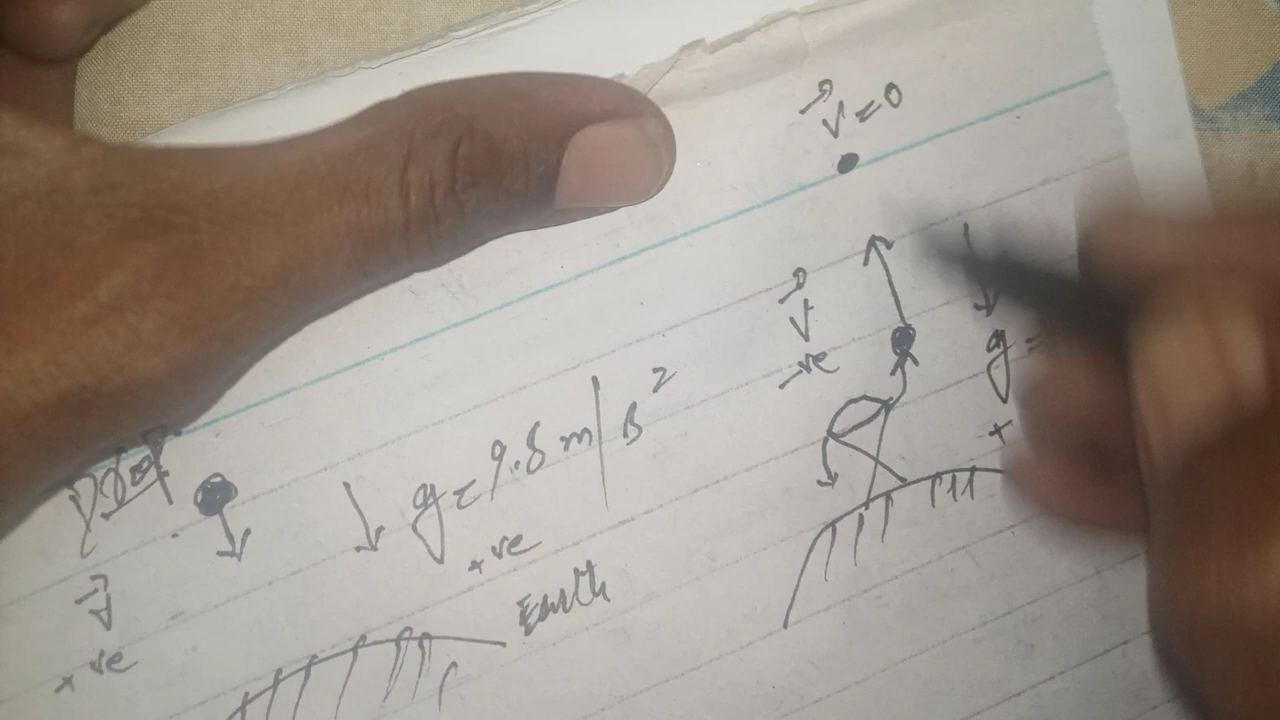 V = 0
V
-ve
g =
+
g = 9.8 m/s²
+ve
V
+ve
Earth